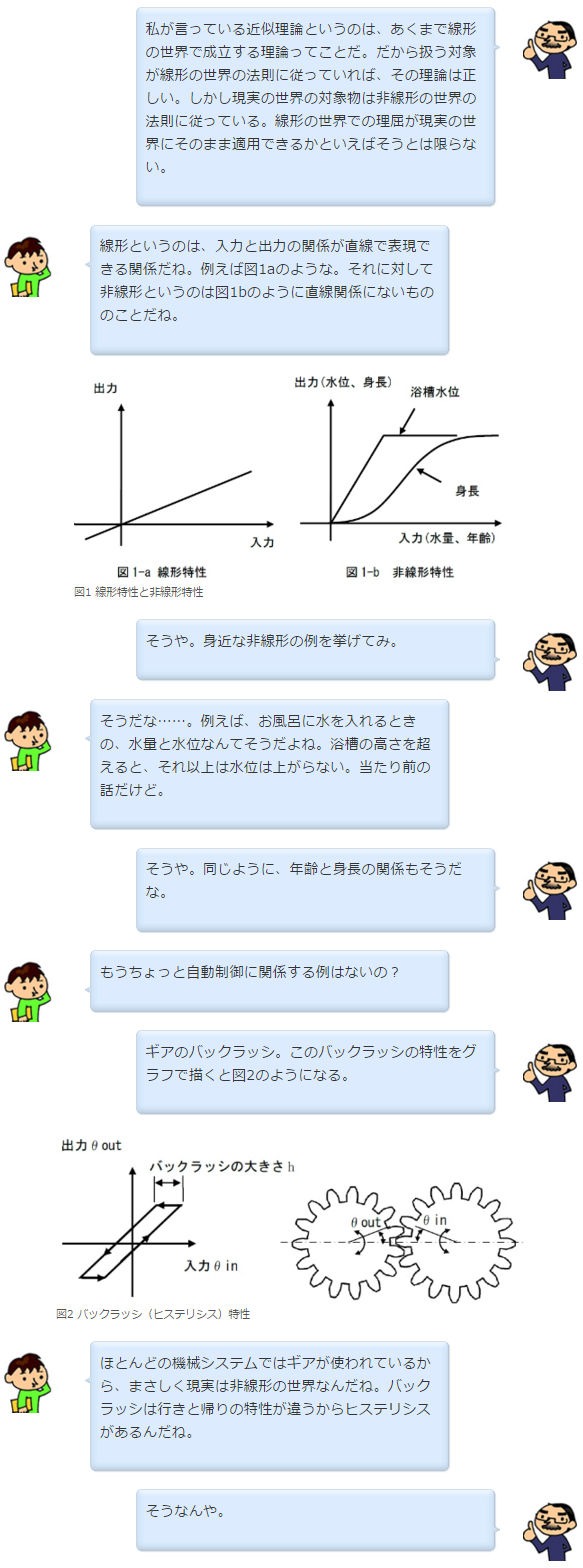 私が言っている近似理論というのは、あくまで線形
の世界で成立する理論ってことだ。だから扱う対象
が線形の世界の法則に従っていれば、その理論は正
しい。しかし現実の世界の対象物は非線形の世界の
法則に従っている。線形の世界での理屈が現実の世
界にそのまま適用できるかといえばそうとは限らな
い。
線形というのは、入力と出力の関係が直線で表現で
きる関係だね。例えば図1aのような。それに対して
非線形というのは図1bのように直線関係にないもの
のことだね。
出力
入力
図1-a 線形特性
出力(水位、身長)
浴槽水位
身長
入力(水量、年齢)
図1-b 非線形特性
図1 線形特性と非線形特性
そうや。身近な非線形の例を挙げてみ。
そうだな……。例えば、お風呂に水を入れるとき
の、水量と水位なんてそうだよね。浴槽の高さを超
えると、それ以上は水位は上がらない。当たり前の
話だけど。
そうや。同じように、年齢と身長の関係もそうだ
な。
もうちょっと自動制御に関係する例はないの？
ギアのバックラッシ。このバックラッシの特性をグ
ラフで描くと図2のようになる。
出力θout
バックラッシの大きさh
入力θin
θout
θin
図2 バックラッシ（ヒステリシス）特性
ほとんどの機械システムではギアが使われているか
ら、まさしく現実は非線形の世界なんだね。バック
ラッシは行きと帰りの特性が違うからヒステリシス
があるんだね。
そうなんや。